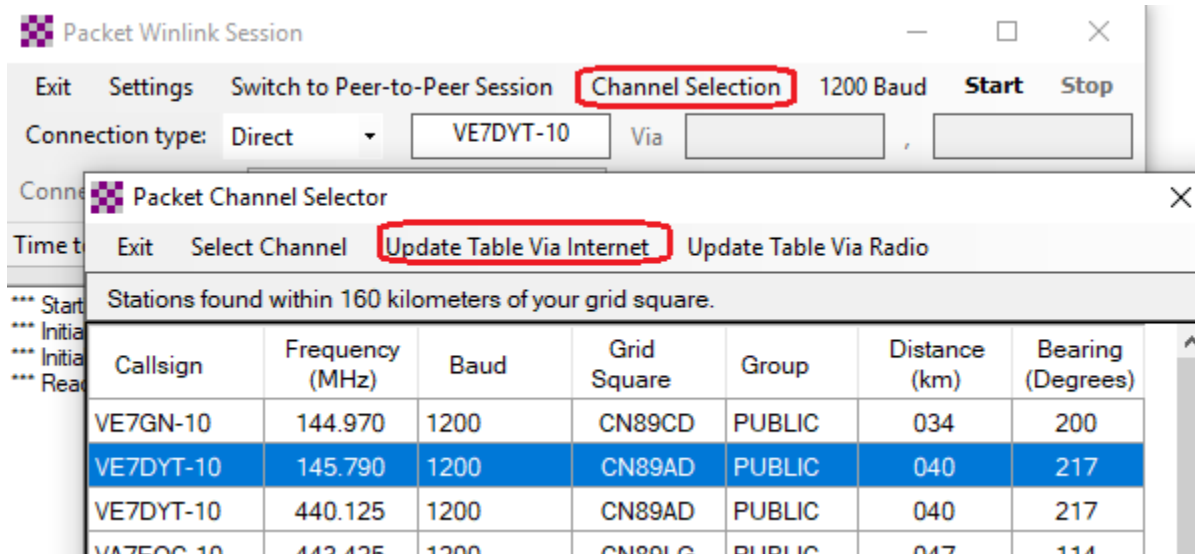 Packet Winlink Session
Exit Settings Switch to Peer-to-Peer Session Channel Selection 1200 Baud Start Stop
Connection type: Direct VE7DYT-10 Via ,
Conne
Packet Channel Selector
Time t
Exit Select Channel Update Table Via Internet Update Table Via Radio
Stations found within 160 kilometers of your grid square.
*** Start
*** Initia
*** Initia
*** Read
Callsign Frequency (MHz) Baud Grid Square Group Distance (km) Bearing (Degrees)
VE7GN-10 144.970 1200 CN89CD PUBLIC 034 200
VE7DYT-10 145.790 1200 CN89AD PUBLIC 040 217
VE7DYT-10 440.125 1200 CN89AD PUBLIC 040 217
1200 PUBLIC